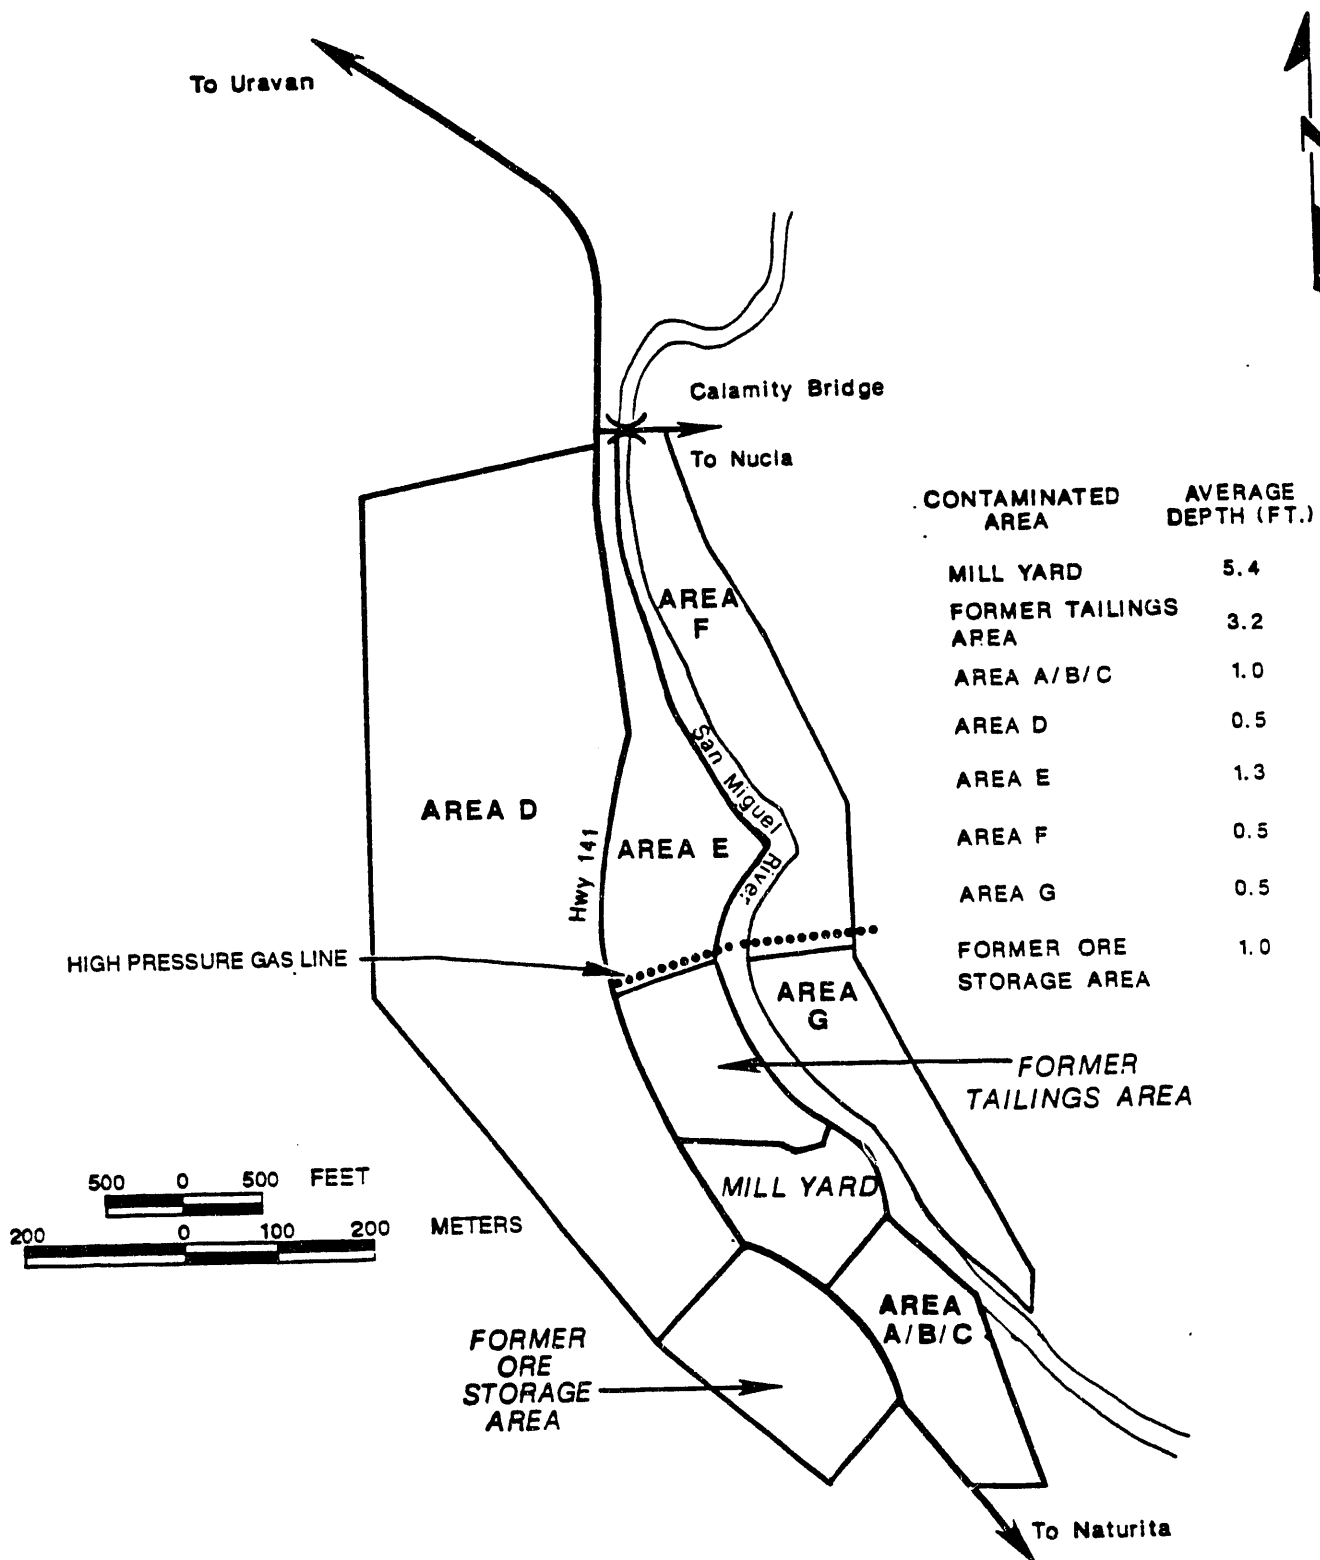 To Uravan
N
Calamity Bridge
To Nucla
CONTAMINATED
AREA
AVERAGE
DEPTH (FT.)
MILL YARD
5.4
FORMER TAILINGS
AREA
3.2
AREA A/B/C
1.0
AREA D
0.5
AREA E
1.3
AREA F
0.5
AREA G
0.5
FORMER ORE
STORAGE AREA
1.0
AREA
F
San Miguel
River
AREA D
Hwy 141
AREA E
HIGH PRESSURE GAS LINE
AREA
G
FORMER
TAILINGS AREA
500 0 500 FEET
200 0 100 200 METERS
MILL YARD
AREA
A/B/C
FORMER
ORE
STORAGE
AREA
To Naturita